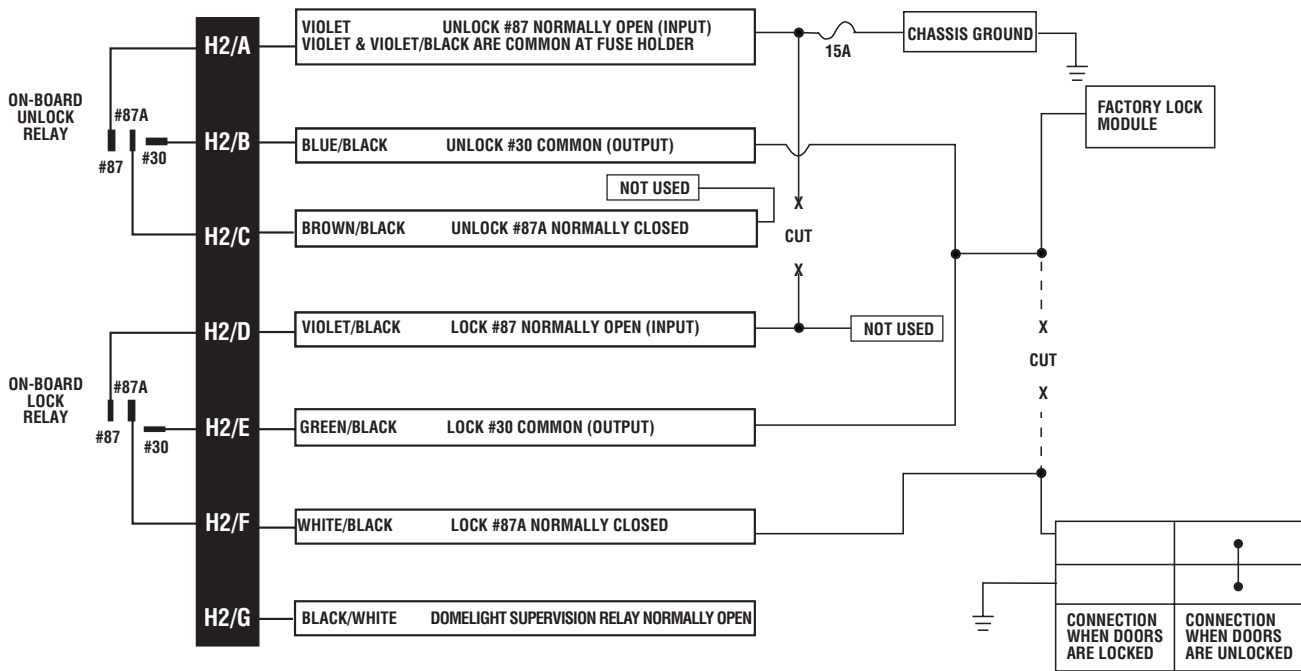 ON-BOARD
UNLOCK
RELAY
#87A
#87
#30
H2/A
VIOLET UNLOCK #87 NORMALLY OPEN (INPUT)
VIOLET & VIOLET/BLACK ARE COMMON AT FUSE HOLDER
15A
CHASSIS GROUND
FACTORY LOCK
MODULE
H2/B
BLUE/BLACK UNLOCK #30 COMMON (OUTPUT)
NOT USED
H2/C
BROWN/BLACK UNLOCK #87A NORMALLY CLOSED
X
CUT
X
H2/D
VIOLET/BLACK LOCK #87 NORMALLY OPEN (INPUT)
NOT USED
X
CUT
X
ON-BOARD
LOCK
RELAY
#87A
#87
#30
H2/E
GREEN/BLACK LOCK #30 COMMON (OUTPUT)
H2/F
WHITE/BLACK LOCK #87A NORMALLY CLOSED
H2/G
BLACK/WHITE DOMELIGHT SUPERVISION RELAY NORMALLY OPEN
CONNECTION
WHEN DOORS
ARE LOCKED
CONNECTION
WHEN DOORS
ARE UNLOCKED